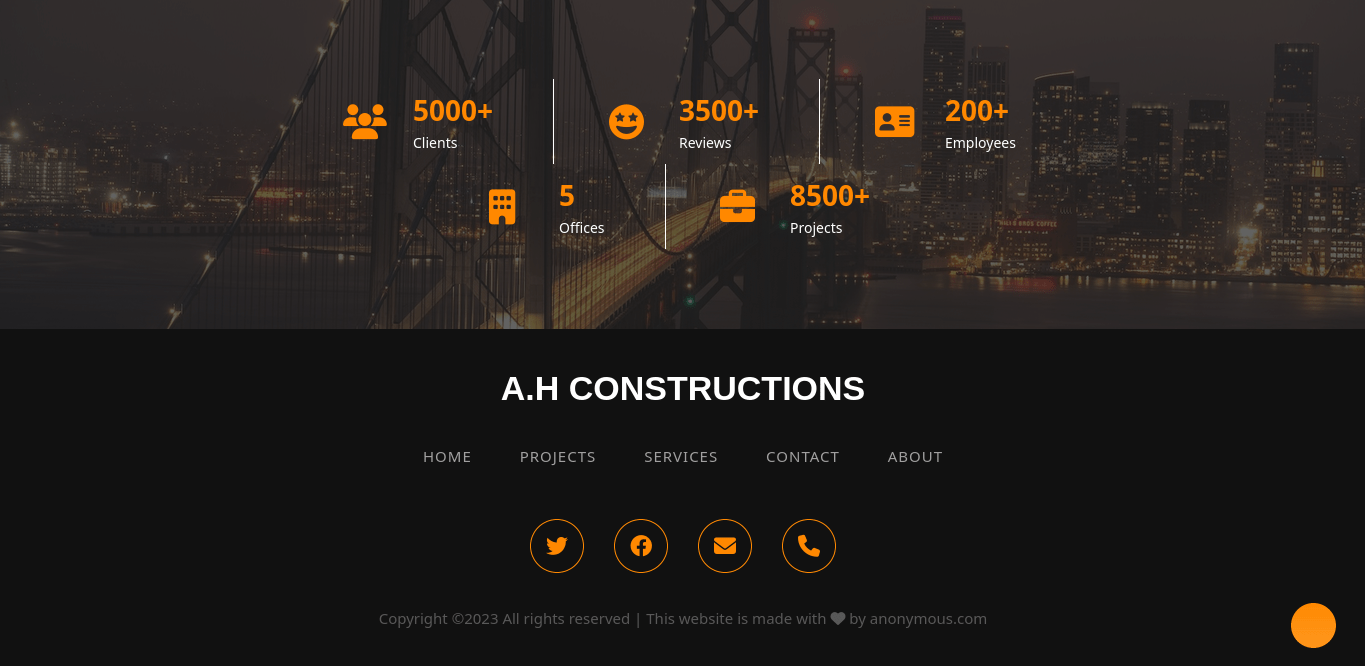 5000+
Clients
3500+
Reviews
200+
Employees
5
Offices
8500+
Projects
A.H CONSTRUCTIONS
HOME PROJECTS SERVICES CONTACT ABOUT
Copyright ©2023 All rights reserved | This website is made with ♥ by anonymous.com